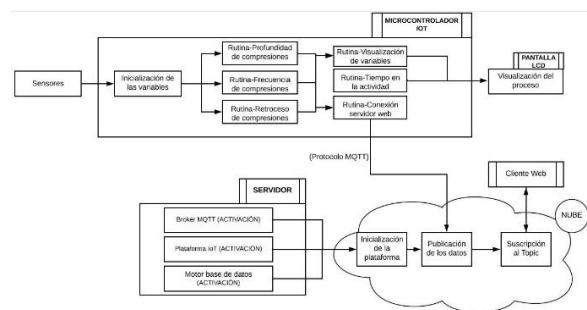 MICROCONTROLADOR
IOT
Rutina-Profundidad
de compresiones
Rutina-Visualización
de variables
PANTALLA
LCD
Sensores
Inicialización de
las variables
Rutina-Frecuencia
de compresiones
Rutina-Tiempo en
la actividad
Visualización del
proceso
Rutina-Retroceso de
compresiones
Rutina-Conexión
servidor web
(Protocolo MQTT)
Cliente Web
SERVIDOR
NUBE
Broker MQTT (ACTIVACIÓN)
Plataforma IoT (ACTIVACIÓN)
Motor base de datos
(ACTIVACIÓN)
Inicialización
de la
plataforma
Publicación
de los datos
Suscripción
al Topic